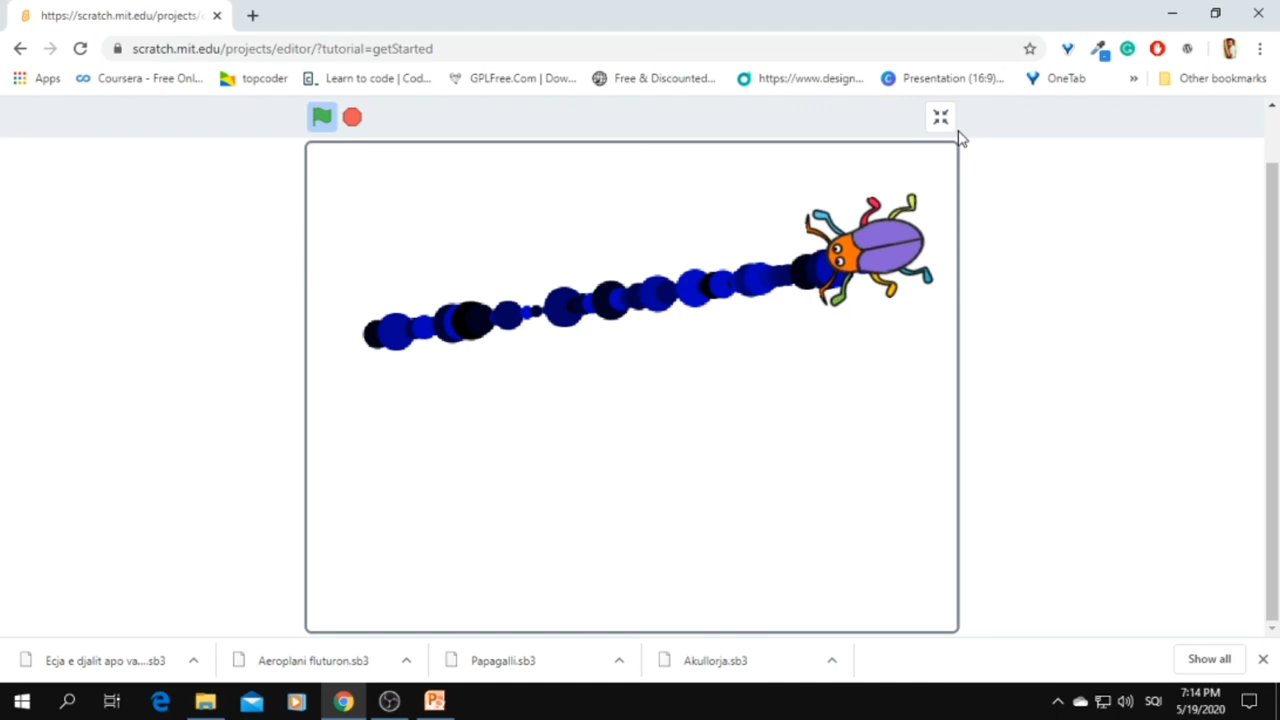 https://scratch.mit.edu/projects/
scratch.mit.edu/projects/editor/?tutorial=getStarted
Apps
Coursera - Free Onl...
topcoder
Learn to code | Cod...
GPLFree.Com | Dow...
Free & Discounted...
https://www.design...
Presentation (16:9)...
OneTab
»
Other bookmarks
Ecja e djalit apo va....sb3
Aeroplani fluturon.sb3
Papagalli.sb3
Akullorja.sb3
Show all
SQI
7:14 PM
5/19/2020